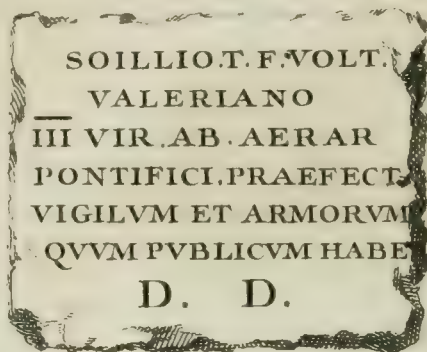 SOILLIO.T.F.VOLT.
VALERIANO
III VIR.AB.AERAR
PONTIFICI.PRAEFECT
VIGILVM ET ARMORVM
QVVM PVBLICVM HABE
D. D.